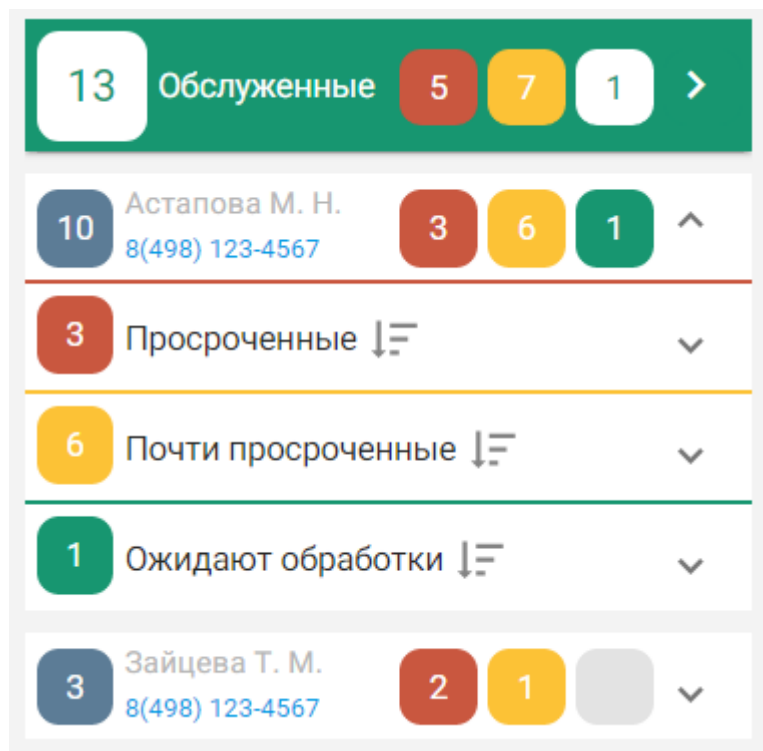 13 Обслуженные 5 7 1
10 Астапова М. Н. 3 6 1
8(498) 123-4567
3 Просроченные
6 Почти просроченные
1 Ожидают обработки
3 Зайцева Т. М. 2 1
8(498) 123-4567